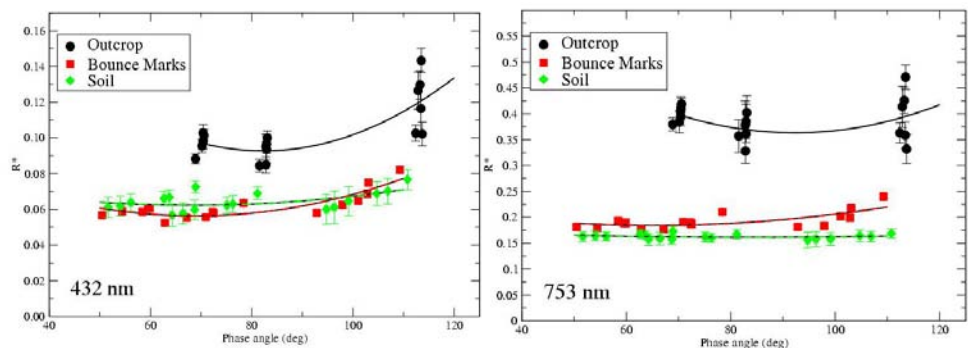 0.16
0.14
0.12
0.10
0.08
0.06
0.04
0.02
0.00
R*
Outcrop
Bounce Marks
Soil
432 nm
40
60
80
100
120
Phase angle (deg)
0.55
0.5
0.45
0.4
0.35
0.3
0.25
0.2
0.15
0.1
0.05
0
R*
Outcrop
Bounce Marks
Soil
753 nm
40
60
80
100
120
Phase angle (deg)